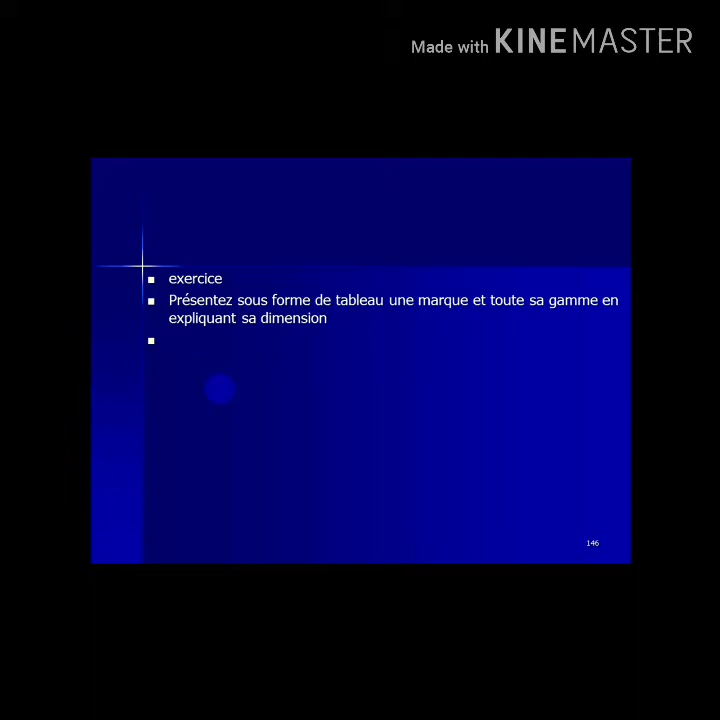 Made with KINEMASTER
exercice
Présentez sous forme de tableau une marque et toute sa gamme en
expliquant sa dimension
146